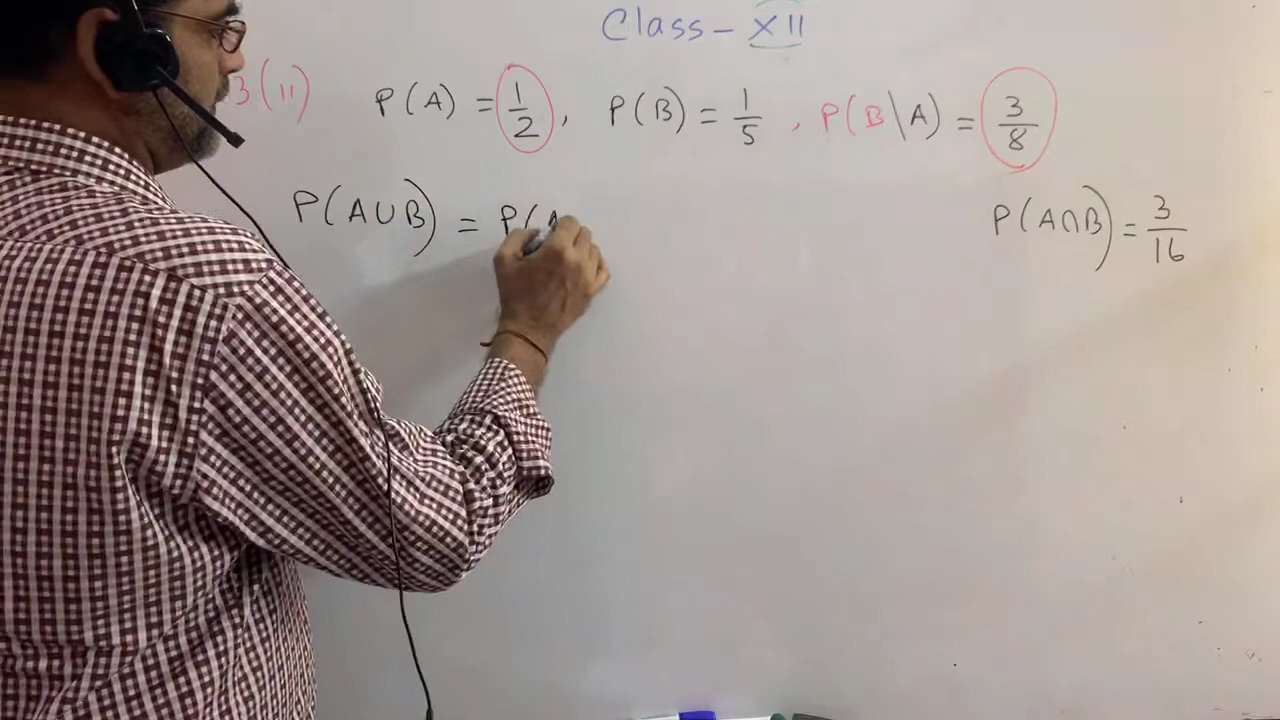 Class - XII
3(11) P(A) = 1/2, P(B) = 1/5, P(B\A) = 3/8
P(A∪B) = P(A P(A∩B) = 3/16